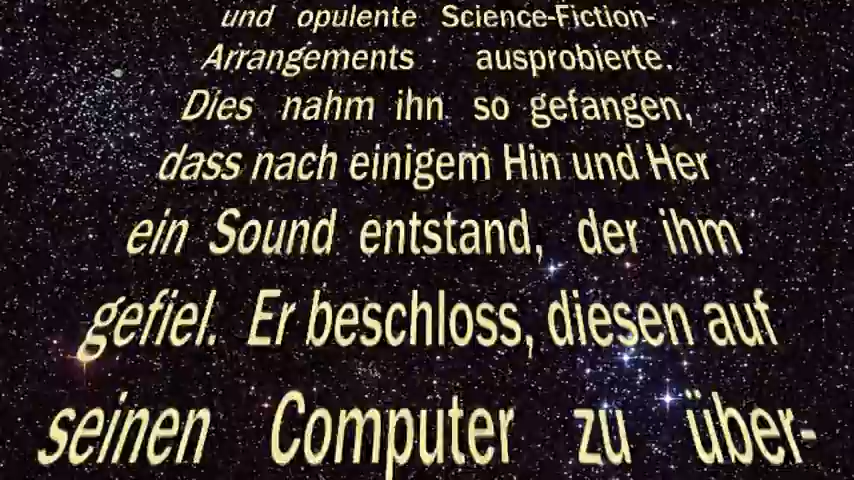 und opulente Science-Fiction-
Arrangements ausprobierte.
Dies nahm ihn so gefangen,
dass nach einigem Hin und Her
ein Sound entstand, der ihm
gefiel. Er beschloss, diesen auf
seinen Computer zu über-